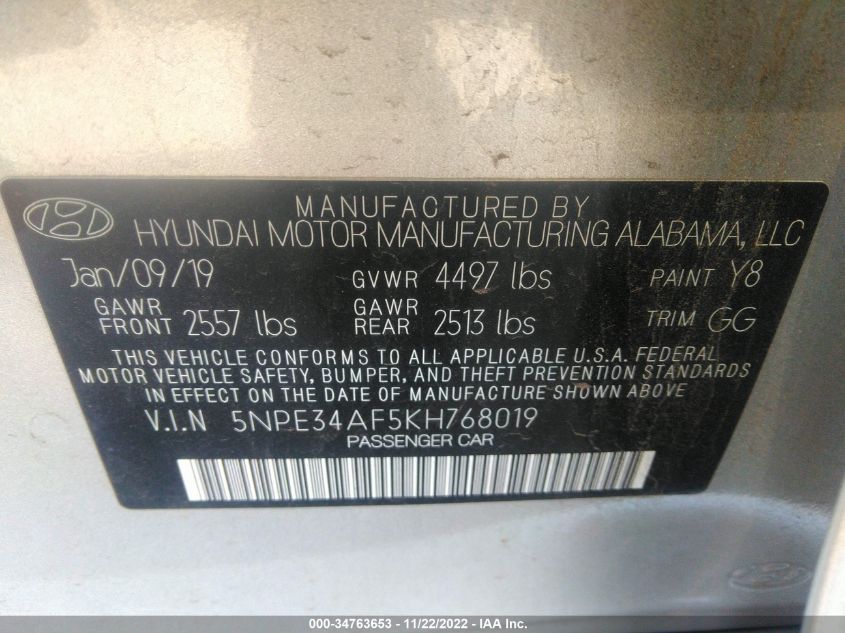 MANUFACTURED BY
HYUNDAI MOTOR MANUFACTURING ALABAMA, LLC
Jan/09/19 GVWR 4497 lbs PAINT Y8
GAWR FRONT 2557 lbs GAWR REAR 2513 lbs TRIM GG
THIS VEHICLE CONFORMS TO ALL APPLICABLE U.S.A. FEDERAL
MOTOR VEHICLE SAFETY, BUMPER, AND THEFT PREVENTION STANDARDS
IN EFFECT ON THE DATE OF MANUFACTURE SHOWN ABOVE
V.I.N 5NPE34AF5KH768019
PASSENGER CAR
000-34763653 - 11/22/2022 - IAA Inc.